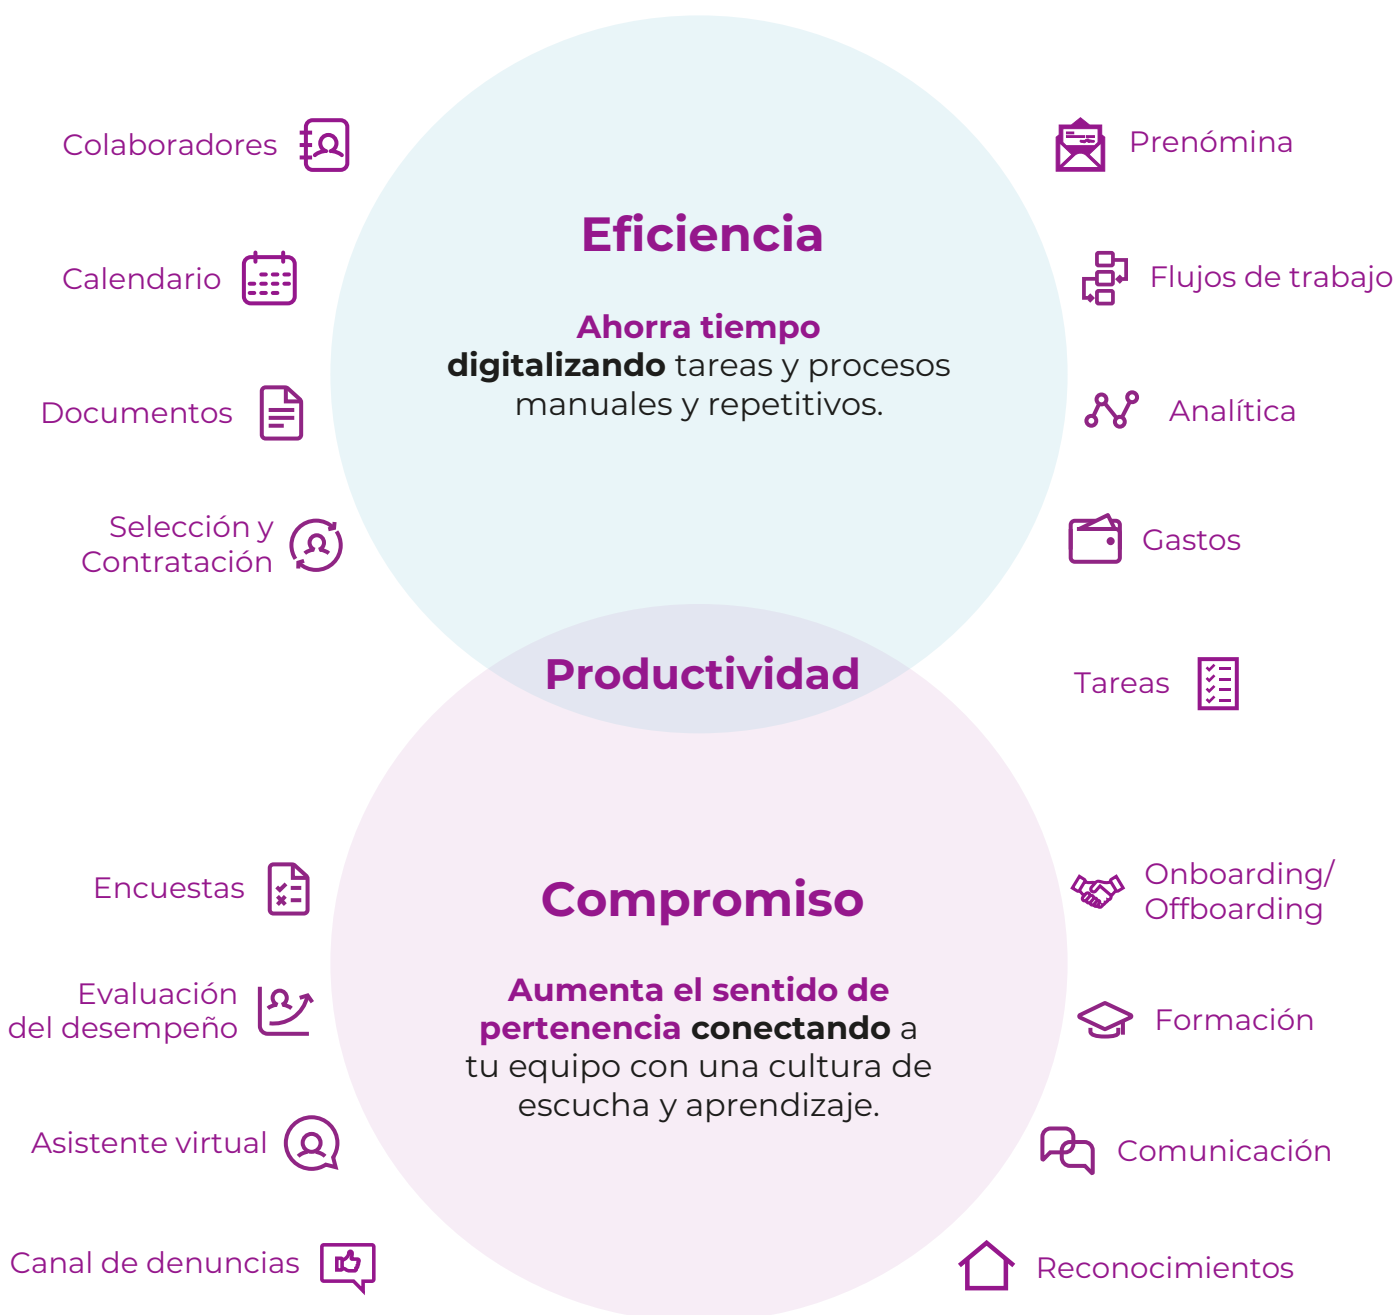 Colaboradores
Prenómina
Eficiencia
Calendario
Flujos de trabajo
Ahorra tiempo
digitalizando tareas y procesos
manuales y repetitivos.
Documentos
Analítica
Selección y
Contratación
Gastos
Productividad
Tareas
Encuestas
Compromiso
Onboarding/
Offboarding
Evaluación
del desempeño
Aumenta el sentido de
pertenencia conectando a
tu equipo con una cultura de
escucha y aprendizaje.
Formación
Asistente virtual
Comunicación
Canal de denuncias
Reconocimientos